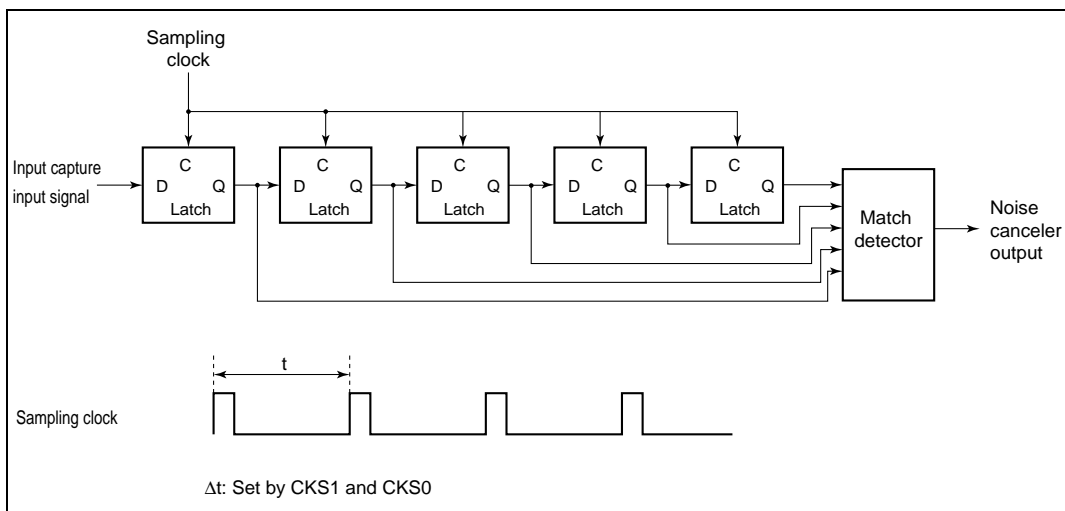 Sampling
clock
Input capture
input signal
C
D Q
Latch
C
D Q
Latch
C
D Q
Latch
C
D Q
Latch
C
D Q
Latch
Match
detector
Noise
canceler
output
t
Sampling clock
Δt: Set by CKS1 and CKS0